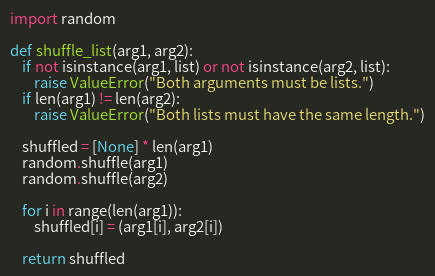 import random
def shuffle_list(arg1, arg2):
if not isinstance(arg1, list) or not isinstance(arg2, list):
raise ValueError("Both arguments must be lists.")
if len(arg1) != len(arg2):
raise ValueError("Both lists must have the same length.")
shuffled = [None] * len(arg1)
random.shuffle(arg1)
random.shuffle(arg2)
for i in range(len(arg1)):
shuffled[i] = (arg1[i], arg2[i])
return shuffled